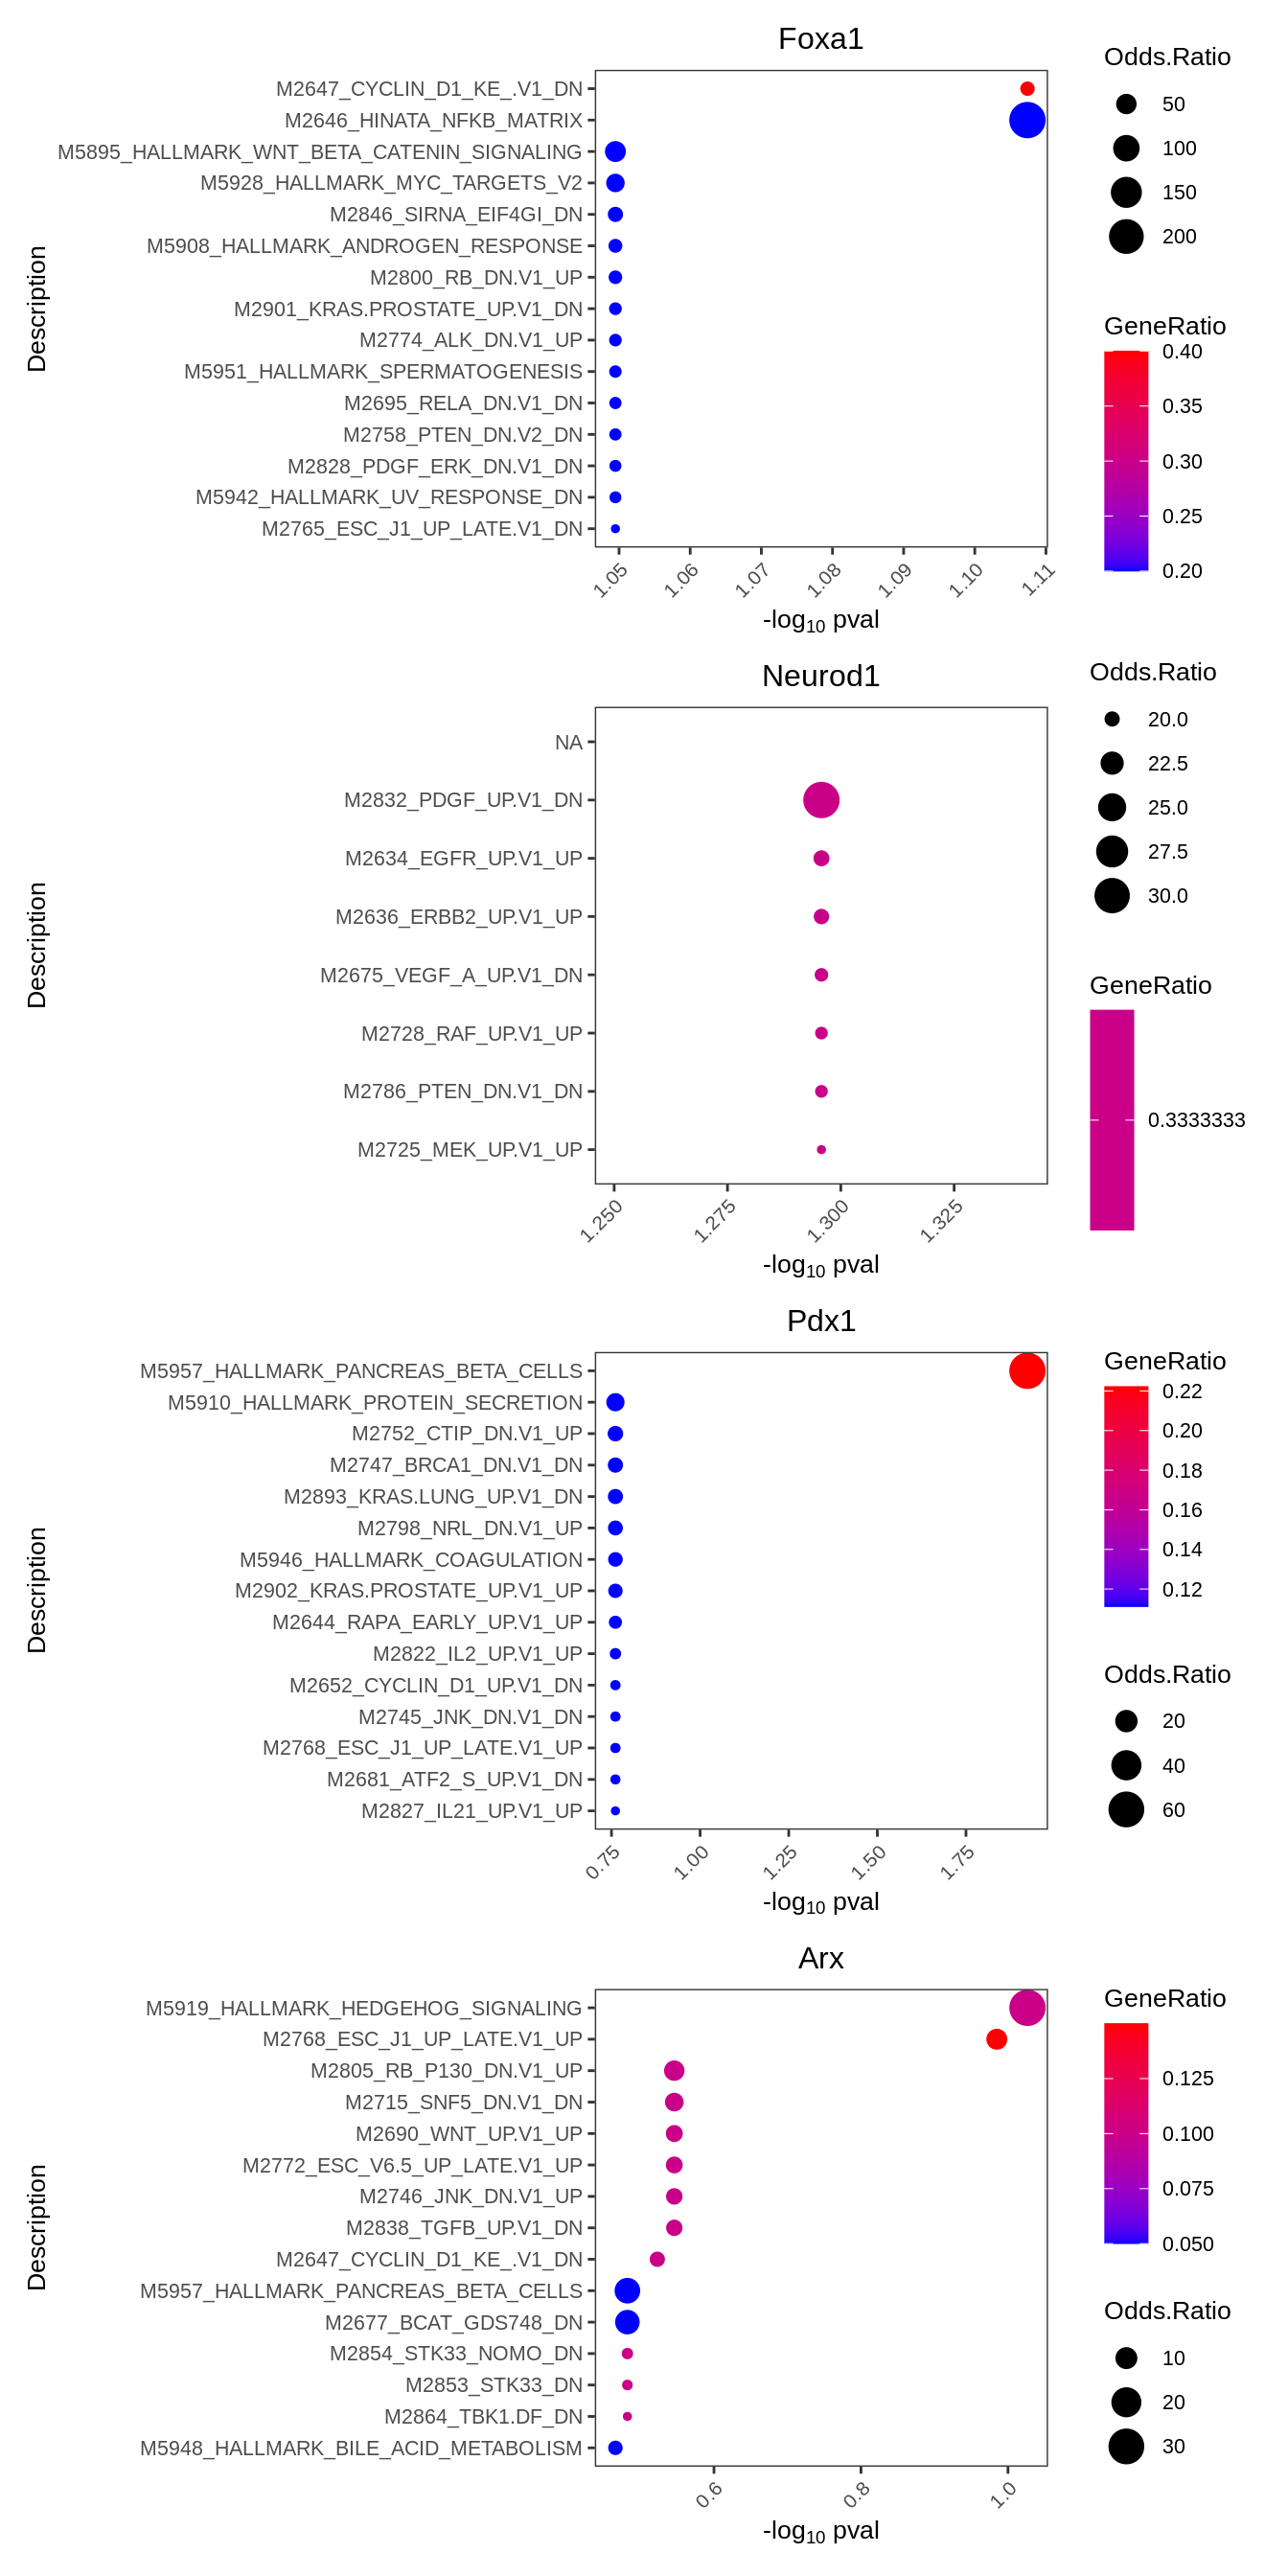 Foxa1
Description
M2647_CYCLIN_D1_KE_.V1_DN
M2646_HINATA_NFKB_MATRIX
M5895_HALLMARK_WNT_BETA_CATENIN_SIGNALING
M5928_HALLMARK_MYC_TARGETS_V2
M2846_SIRNA_EIF4GI_DN
M5908_HALLMARK_ANDROGEN_RESPONSE
M2800_RB_DN.V1_UP
M2901_KRAS.PROSTATE_UP.V1_DN
M2774_ALK_DN.V1_UP
M5951_HALLMARK_SPERMATOGENESIS
M2695_RELA_DN.V1_DN
M2758_PTEN_DN.V2_DN
M2828_PDGF_ERK_DN.V1_DN
M5942_HALLMARK_UV_RESPONSE_DN
M2765_ESC_J1_UP_LATE.V1_DN
1.05 1.06 1.07 1.08 1.09 1.10 1.11
-log10 pval
Odds.Ratio
50
100
150
200
GeneRatio
0.40
0.35
0.30
0.25
0.20
Neurod1
Description
NA
M2832_PDGF_UP.V1_DN
M2634_EGFR_UP.V1_UP
M2636_ERBB2_UP.V1_UP
M2675_VEGF_A_UP.V1_DN
M2728_RAF_UP.V1_UP
M2786_PTEN_DN.V1_DN
M2725_MEK_UP.V1_UP
1.250 1.275 1.300 1.325
-log10 pval
Odds.Ratio
20.0
22.5
25.0
27.5
30.0
GeneRatio
0.3333333
Pdx1
Description
M5957_HALLMARK_PANCREAS_BETA_CELLS
M5910_HALLMARK_PROTEIN_SECRETION
M2752_CTIP_DN.V1_UP
M2747_BRCA1_DN.V1_DN
M2893_KRAS.LUNG_UP.V1_DN
M2798_NRL_DN.V1_UP
M5946_HALLMARK_COAGULATION
M2902_KRAS.PROSTATE_UP.V1_UP
M2644_RAPA_EARLY_UP.V1_UP
M2822_IL2_UP.V1_UP
M2652_CYCLIN_D1_UP.V1_DN
M2745_JNK_DN.V1_DN
M2768_ESC_J1_UP_LATE.V1_UP
M2681_ATF2_S_UP.V1_DN
M2827_IL21_UP.V1_UP
0.75 1.00 1.25 1.50 1.75
-log10 pval
GeneRatio
0.22
0.20
0.18
0.16
0.14
0.12
Odds.Ratio
20
40
60
Arx
Description
M5919_HALLMARK_HEDGEHOG_SIGNALING
M2768_ESC_J1_UP_LATE.V1_UP
M2805_RB_P130_DN.V1_UP
M2715_SNF5_DN.V1_DN
M2690_WNT_UP.V1_UP
M2772_ESC_V6.5_UP_LATE.V1_UP
M2746_JNK_DN.V1_UP
M2838_TGFB_UP.V1_DN
M2647_CYCLIN_D1_KE_.V1_DN
M5957_HALLMARK_PANCREAS_BETA_CELLS
M2677_BCAT_GDS748_DN
M2854_STK33_NOMO_DN
M2853_STK33_DN
M2864_TBK1.DF_DN
M5948_HALLMARK_BILE_ACID_METABOLISM
0.6 0.8 1.0
-log10 pval
GeneRatio
0.125
0.100
0.075
0.050
Odds.Ratio
10
20
30